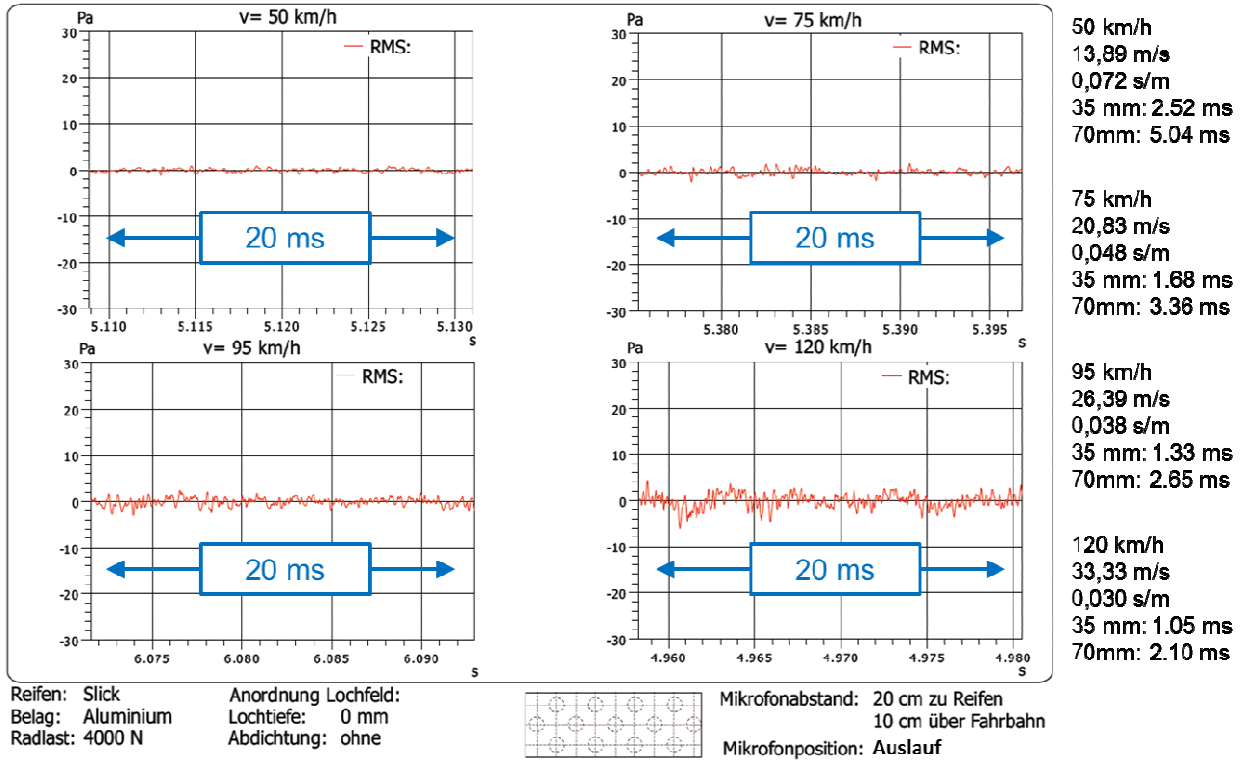 Pa v= 50 km/h
30
RMS:
20
10
0
-10
20 ms
-20
-30
5.110 5.115 5.120 5.125 5.130
s
Pa v= 75 km/h
30
RMS:
20
10
0
-10
20 ms
-20
-30
5.380 5.385 5.390 5.395
s
50 km/h
13,89 m/s
0,072 s/m
35 mm: 2.52 ms
70mm: 5.04 ms
75 km/h
20,83 m/s
0,048 s/m
35 mm: 1.68 ms
70mm: 3.36 ms
Pa v= 95 km/h
30
RMS:
20
10
0
-10
20 ms
-20
-30
6.075 6.080 6.085 6.090
s
Pa v= 120 km/h
30
RMS:
20
10
0
-10
20 ms
-20
-30
4.960 4.965 4.970 4.975 4.980
s
95 km/h
26,39 m/s
0,038 s/m
35 mm: 1.33 ms
70mm: 2.65 ms
120 km/h
33,33 m/s
0,030 s/m
35 mm: 1.05 ms
70mm: 2.10 ms
Reifen: Slick
Belag: Aluminium
Radlast: 4000 N
Anordnung Lochfeld:
Lochtiefe: 0 mm
Abdichtung: ohne
Mikrofonabstand: 20 cm zu Reifen
10 cm über Fahrbahn
Mikrofonposition: Auslauf